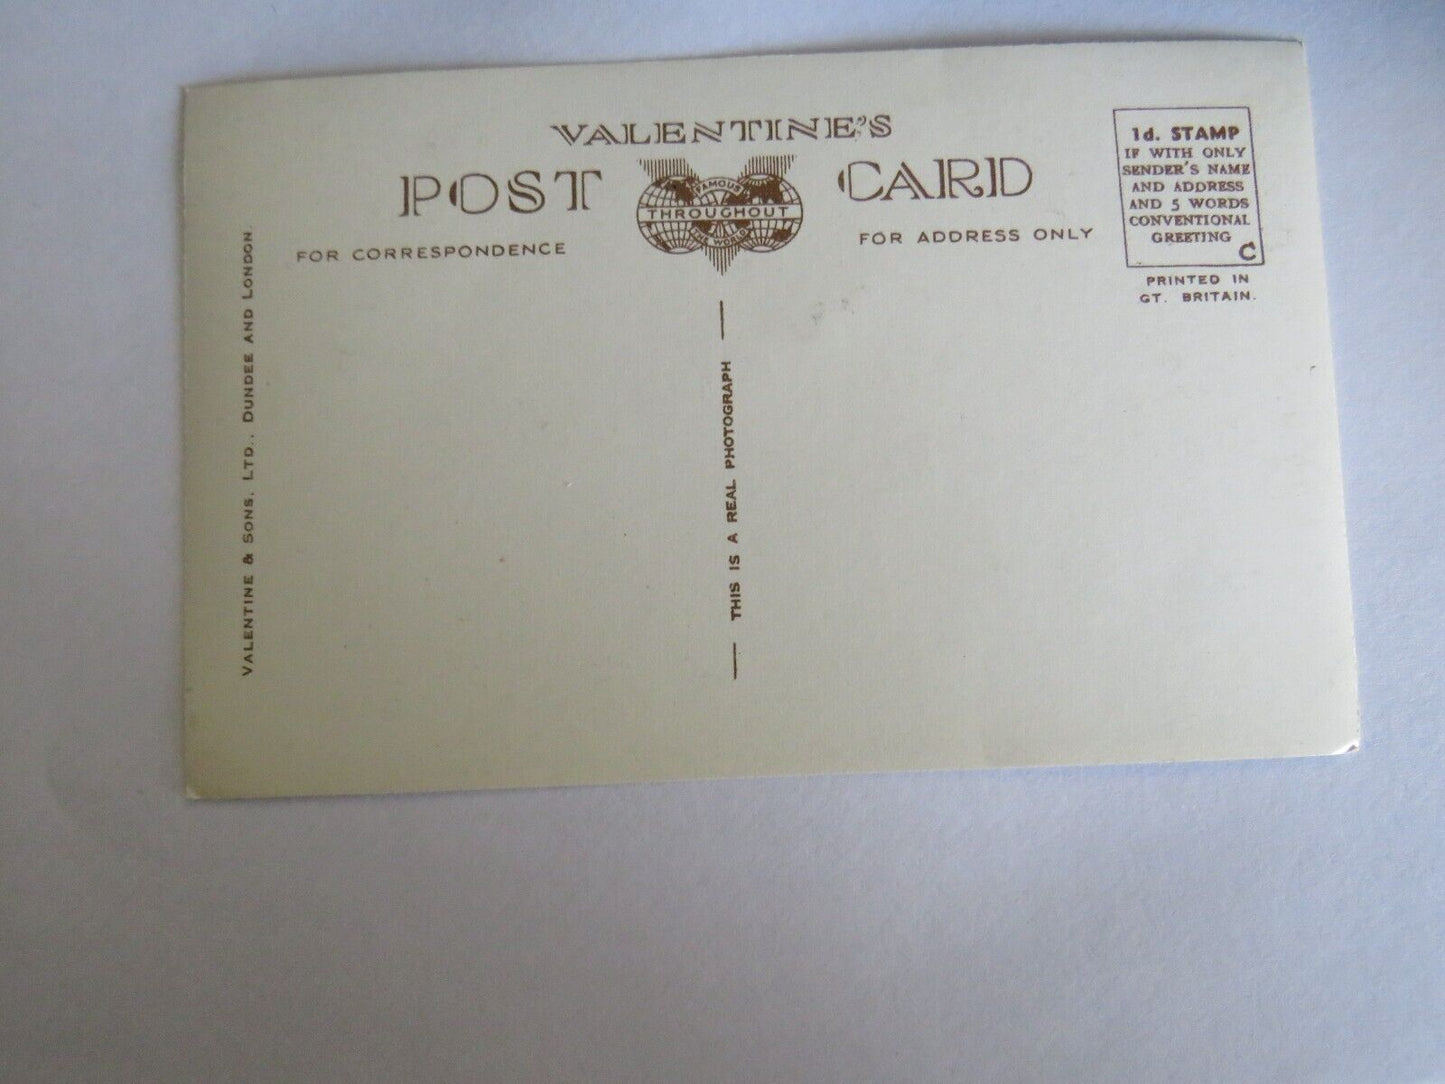 VALENTINE'S
POST CARD
FAMOUS
THROUGHOUT
THE WORLD
FOR CORRESPONDENCE
FOR ADDRESS ONLY
1d. STAMP
IF WITH ONLY
SENDER'S NAME
AND ADDRESS
AND 5 WORDS
CONVENTIONAL
GREETING
C
PRINTED IN
GT. BRITAIN.
VALENTINE & SONS, LTD., DUNDEE AND LONDON.
THIS IS A REAL PHOTOGRAPH